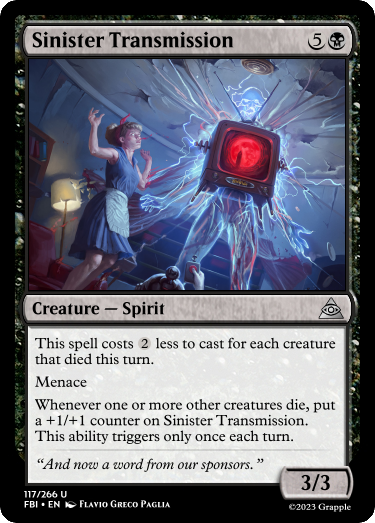 Sinister Transmission 5
Creature — Spirit
This spell costs 2 less to cast for each creature
that died this turn.
Menace
Whenever one or more other creatures die, put
a +1/+1 counter on Sinister Transmission.
This ability triggers only once each turn.
“And now a word from our sponsors.”
3/3
117/266 U
FBI • EN Flavio Greco Paglia
©2023 Grapple